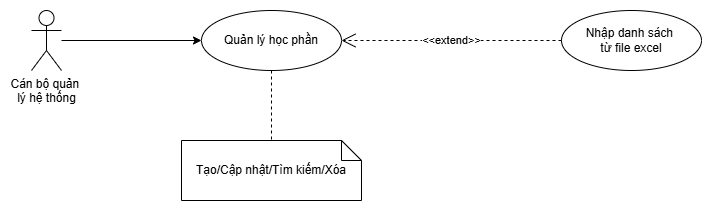 Quản lý học phần
<<extend>>
Nhập danh sách
từ file excel
Cán bộ quản
lý hệ thống
Tạo/Cập nhật/Tìm kiếm/Xóa